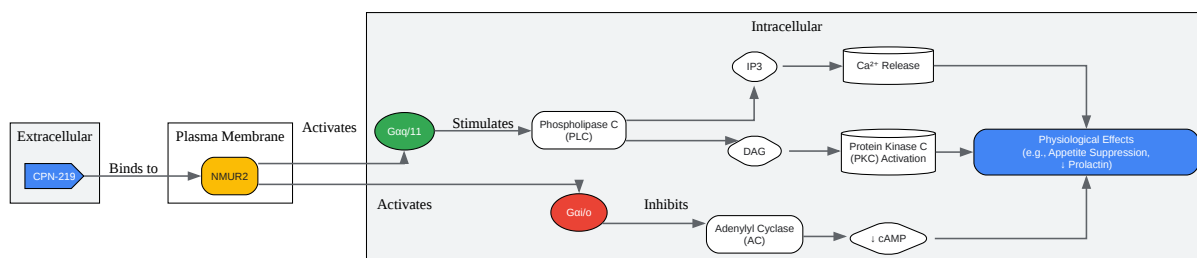 Intracellular
IP3
Ca²⁺ Release
Extracellular
Plasma Membrane
Activates
Gαq/11
Stimulates
Phospholipase C
(PLC)
DAG
Protein Kinase C
(PKC) Activation
Physiological Effects
(e.g., Appetite Suppression,
↓ Prolactin)
CPN-219
Binds to
NMUR2
Activates
Gαi/o
Inhibits
Adenylyl Cyclase
(AC)
↓ cAMP